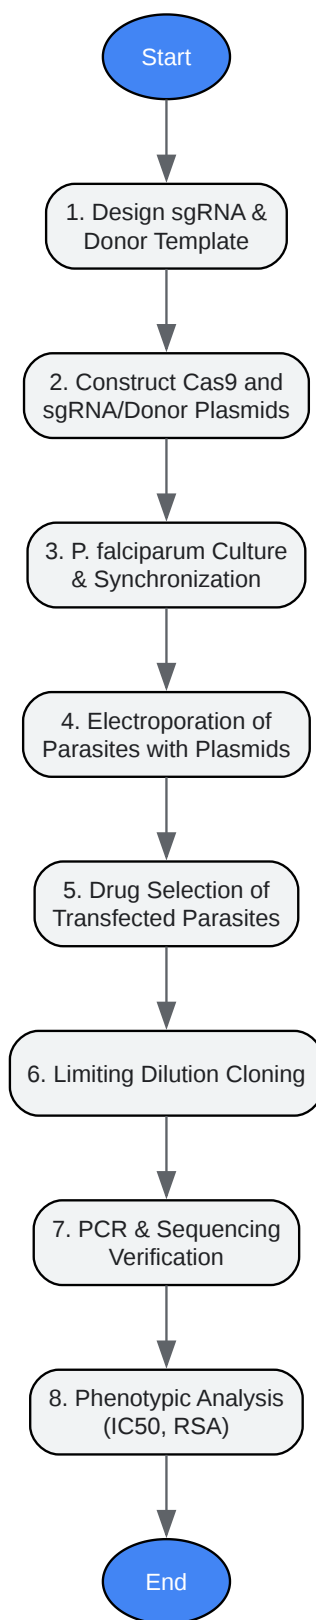 Start
1. Design sgRNA &
Donor Template
2. Construct Cas9 and
sgRNA/Donor Plasmids
3. P. falciparum Culture
& Synchronization
4. Electroporation of
Parasites with Plasmids
5. Drug Selection of
Transfected Parasites
6. Limiting Dilution Cloning
7. PCR & Sequencing
Verification
8. Phenotypic Analysis
(IC50, RSA)
End